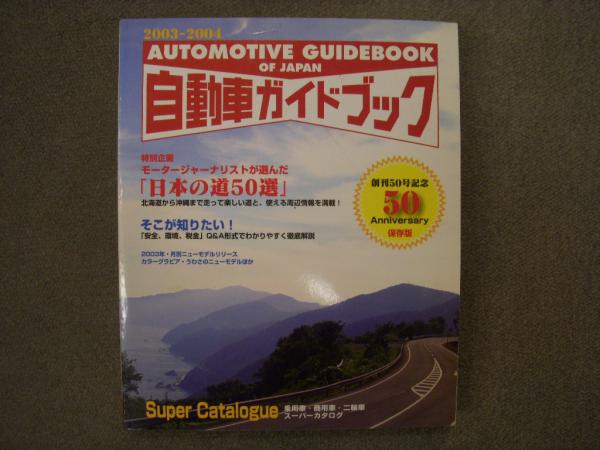 2003-2004
AUTOMOTIVE GUIDEBOOK
OF JAPAN
自動車ガイドブック
特別企画
モータージャーナリストが選んだ
「日本の道50選」
北海道から沖縄まで走って楽しい道と、使える周辺情報を満載!
創刊50号記念
50
Anniversary
保存版
そこが知りたい!
「安全、環境、税金」Q&A形式でわかりやすく徹底解説
2003年・月別ニューモデルリリース
カラーグラビア・うわさのニューモデルほか
Super Catalogue
乗用車・商用車・二輪車
スーパーカタログ